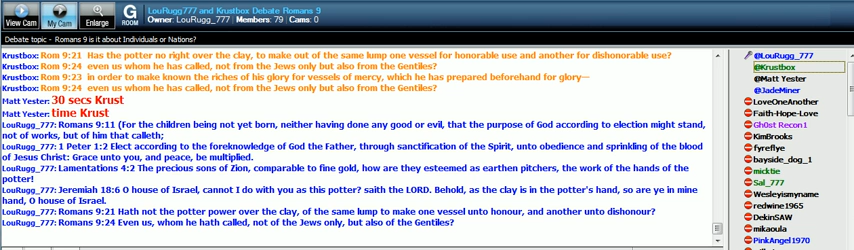 LouRugg777 and Krustbox Debate Romans 9
Owner: LouRugg_777 | Members: 79 | Cams: 4
View Cam
My Cam
Enlarge
G
ROOM
Debate topic - Romans 9 is it about Individuals or Nations?
Krustbox: Rom 9:21 Has the potter no right over the clay, to make out of the same lump one vessel for honorable use and another for dishonorable use?
Krustbox: Rom 9:24 even us whom he has called, not from the Jews only but also from the Gentiles?
Krustbox: Rom 9:23 in order to make known the riches of his glory for vessels of mercy, which he has prepared beforehand for glory—
Krustbox: Rom 9:24 even us whom he has called, not from the Jews only but also from the Gentiles?
Matt Yester: 30 secs Krust
Matt Yester: time Krust
LouRugg_777: Romans 9:11 (For the children being not yet born, neither having done any good or evil, that the purpose of God according to election might stand,
not of works, but of him that calleth;
LouRugg_777: 1 Peter 1:2 Elect according to the foreknowledge of God the Father, through sanctification of the Spirit, unto obedience and sprinkling of the blood
of Jesus Christ: Grace unto you, and peace, be multiplied.
LouRugg_777: Lamentations 4:2 The precious sons of Zion, comparable to fine gold, how are they esteemed as earthen pitchers, the work of the hands of the
potter!
LouRugg_777: Jeremiah 18:6 O house of Israel, cannot I do with you as this potter? saith the LORD. Behold, as the clay is in the potter's hand, so are ye in mine
hand, O house of Israel.
LouRugg_777: Romans 9:21 Hath not the potter power over the clay, of the same lump to make one vessel unto honour, and another unto dishonour?
LouRugg_777: Romans 9:24 Even us, whom he hath called, not of the Jews only, but also of the Gentiles?
@LouRugg_777
@Krustbox
@Matt Yester
@JadeMiner
LoveOneAnother
Faith-Hope-Love
Gh0st Recon1
KimBrooks
fyreflye
bayside_dog_1
micktie
Sal_777
Wesleyismyname
redwine1965
DekinSAW
mikaoula
PinkAngel1970